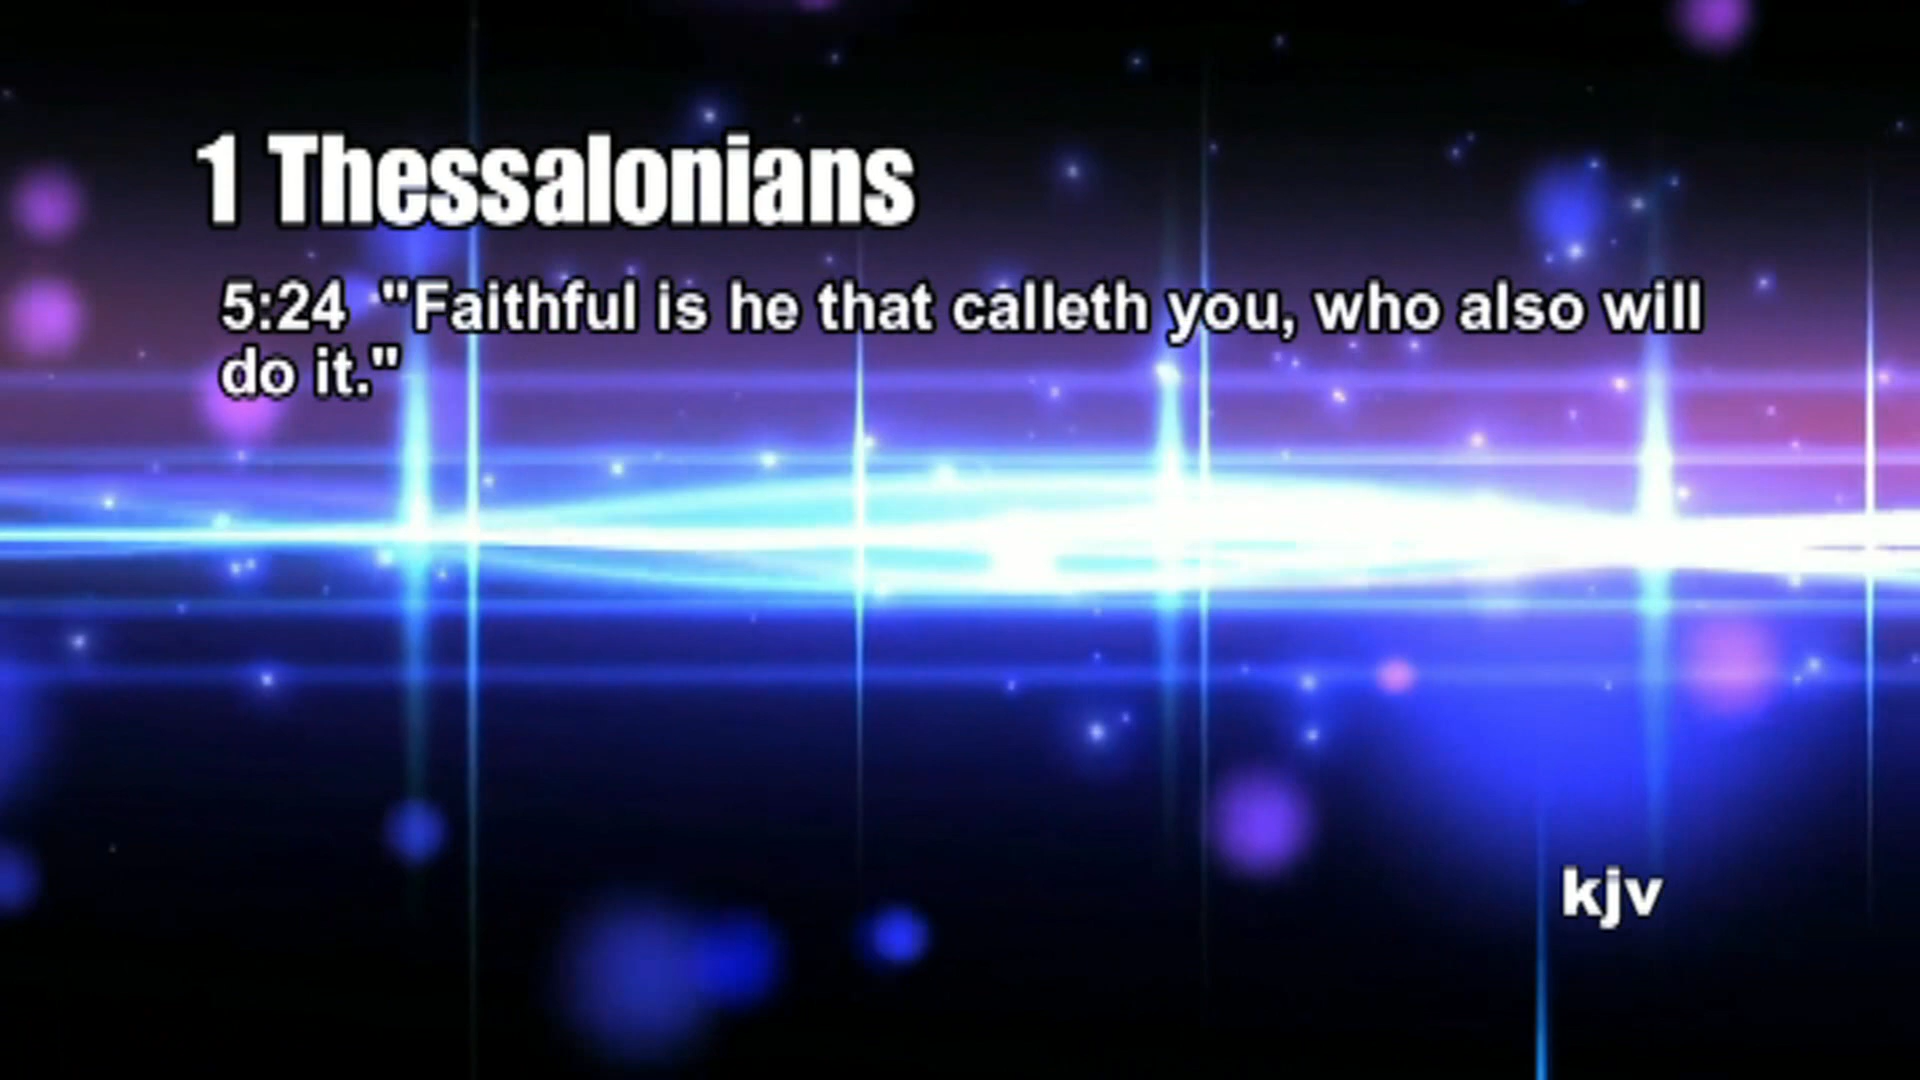 1 Thessalonians
5:24 "Faithful is he that calleth you, who also will
do it."
kjv